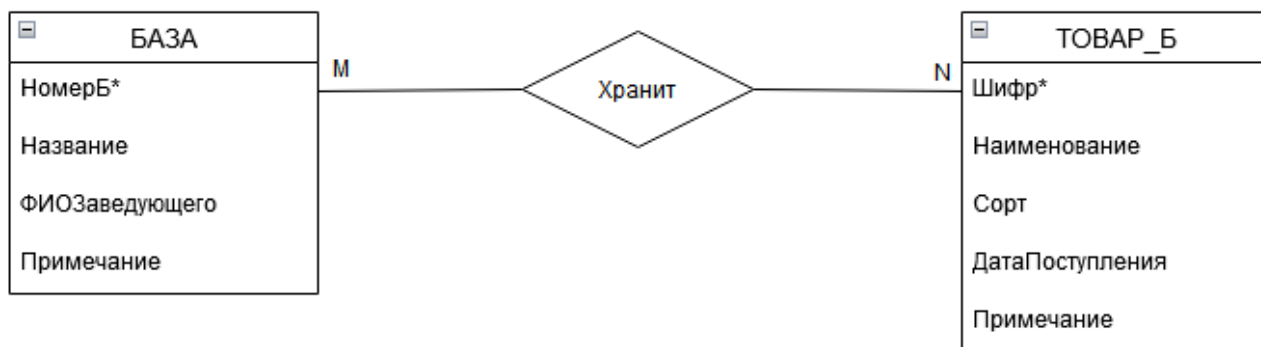 БАЗА
НомерБ*
Название
ФИОЗаведующего
Примечание
М
Хранит
N
ТОВАР_Б
Шифр*
Наименование
Сорт
ДатаПоступления
Примечание